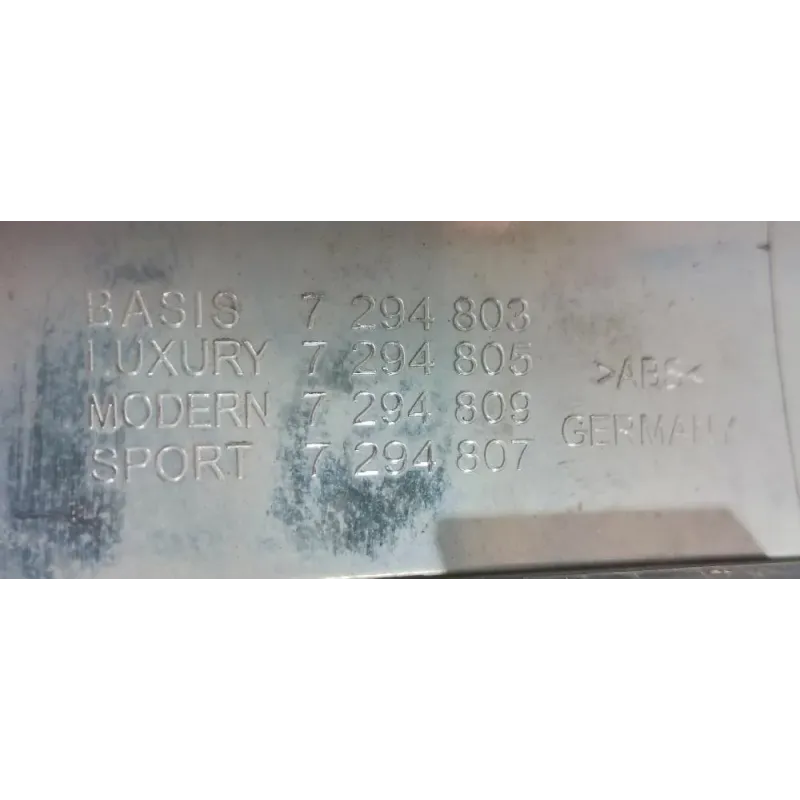 BASIS 7 294 803
LUXURY 7 294 805
MODERN 7 294 809
SPORT 7 294 807
>ABS<
GERMANY